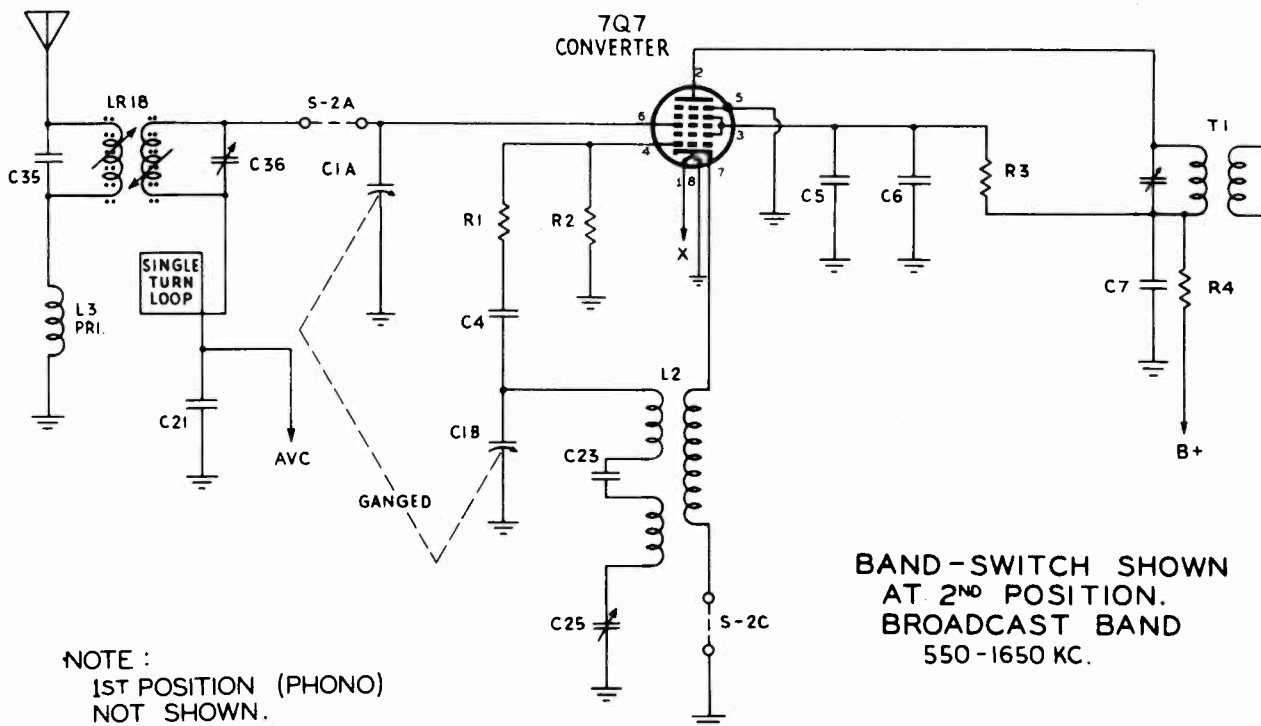 7Q7
CONVERTER
2
5
LR18
S-2A
6
3
T1
4
C36
C35
C1A
1
8
7
C5
C6
R3
R1
R2
X
SINGLE
TURN
LOOP
C7
R4
L3
PRI.
C4
L2
C21
C1B
AVC
C23
B+
GANGED
BAND-SWITCH SHOWN
AT 2ND POSITION.
BROADCAST BAND
550-1650 KC.
C25
S-2C
NOTE :
1ST POSITION (PHONO)
NOT SHOWN.